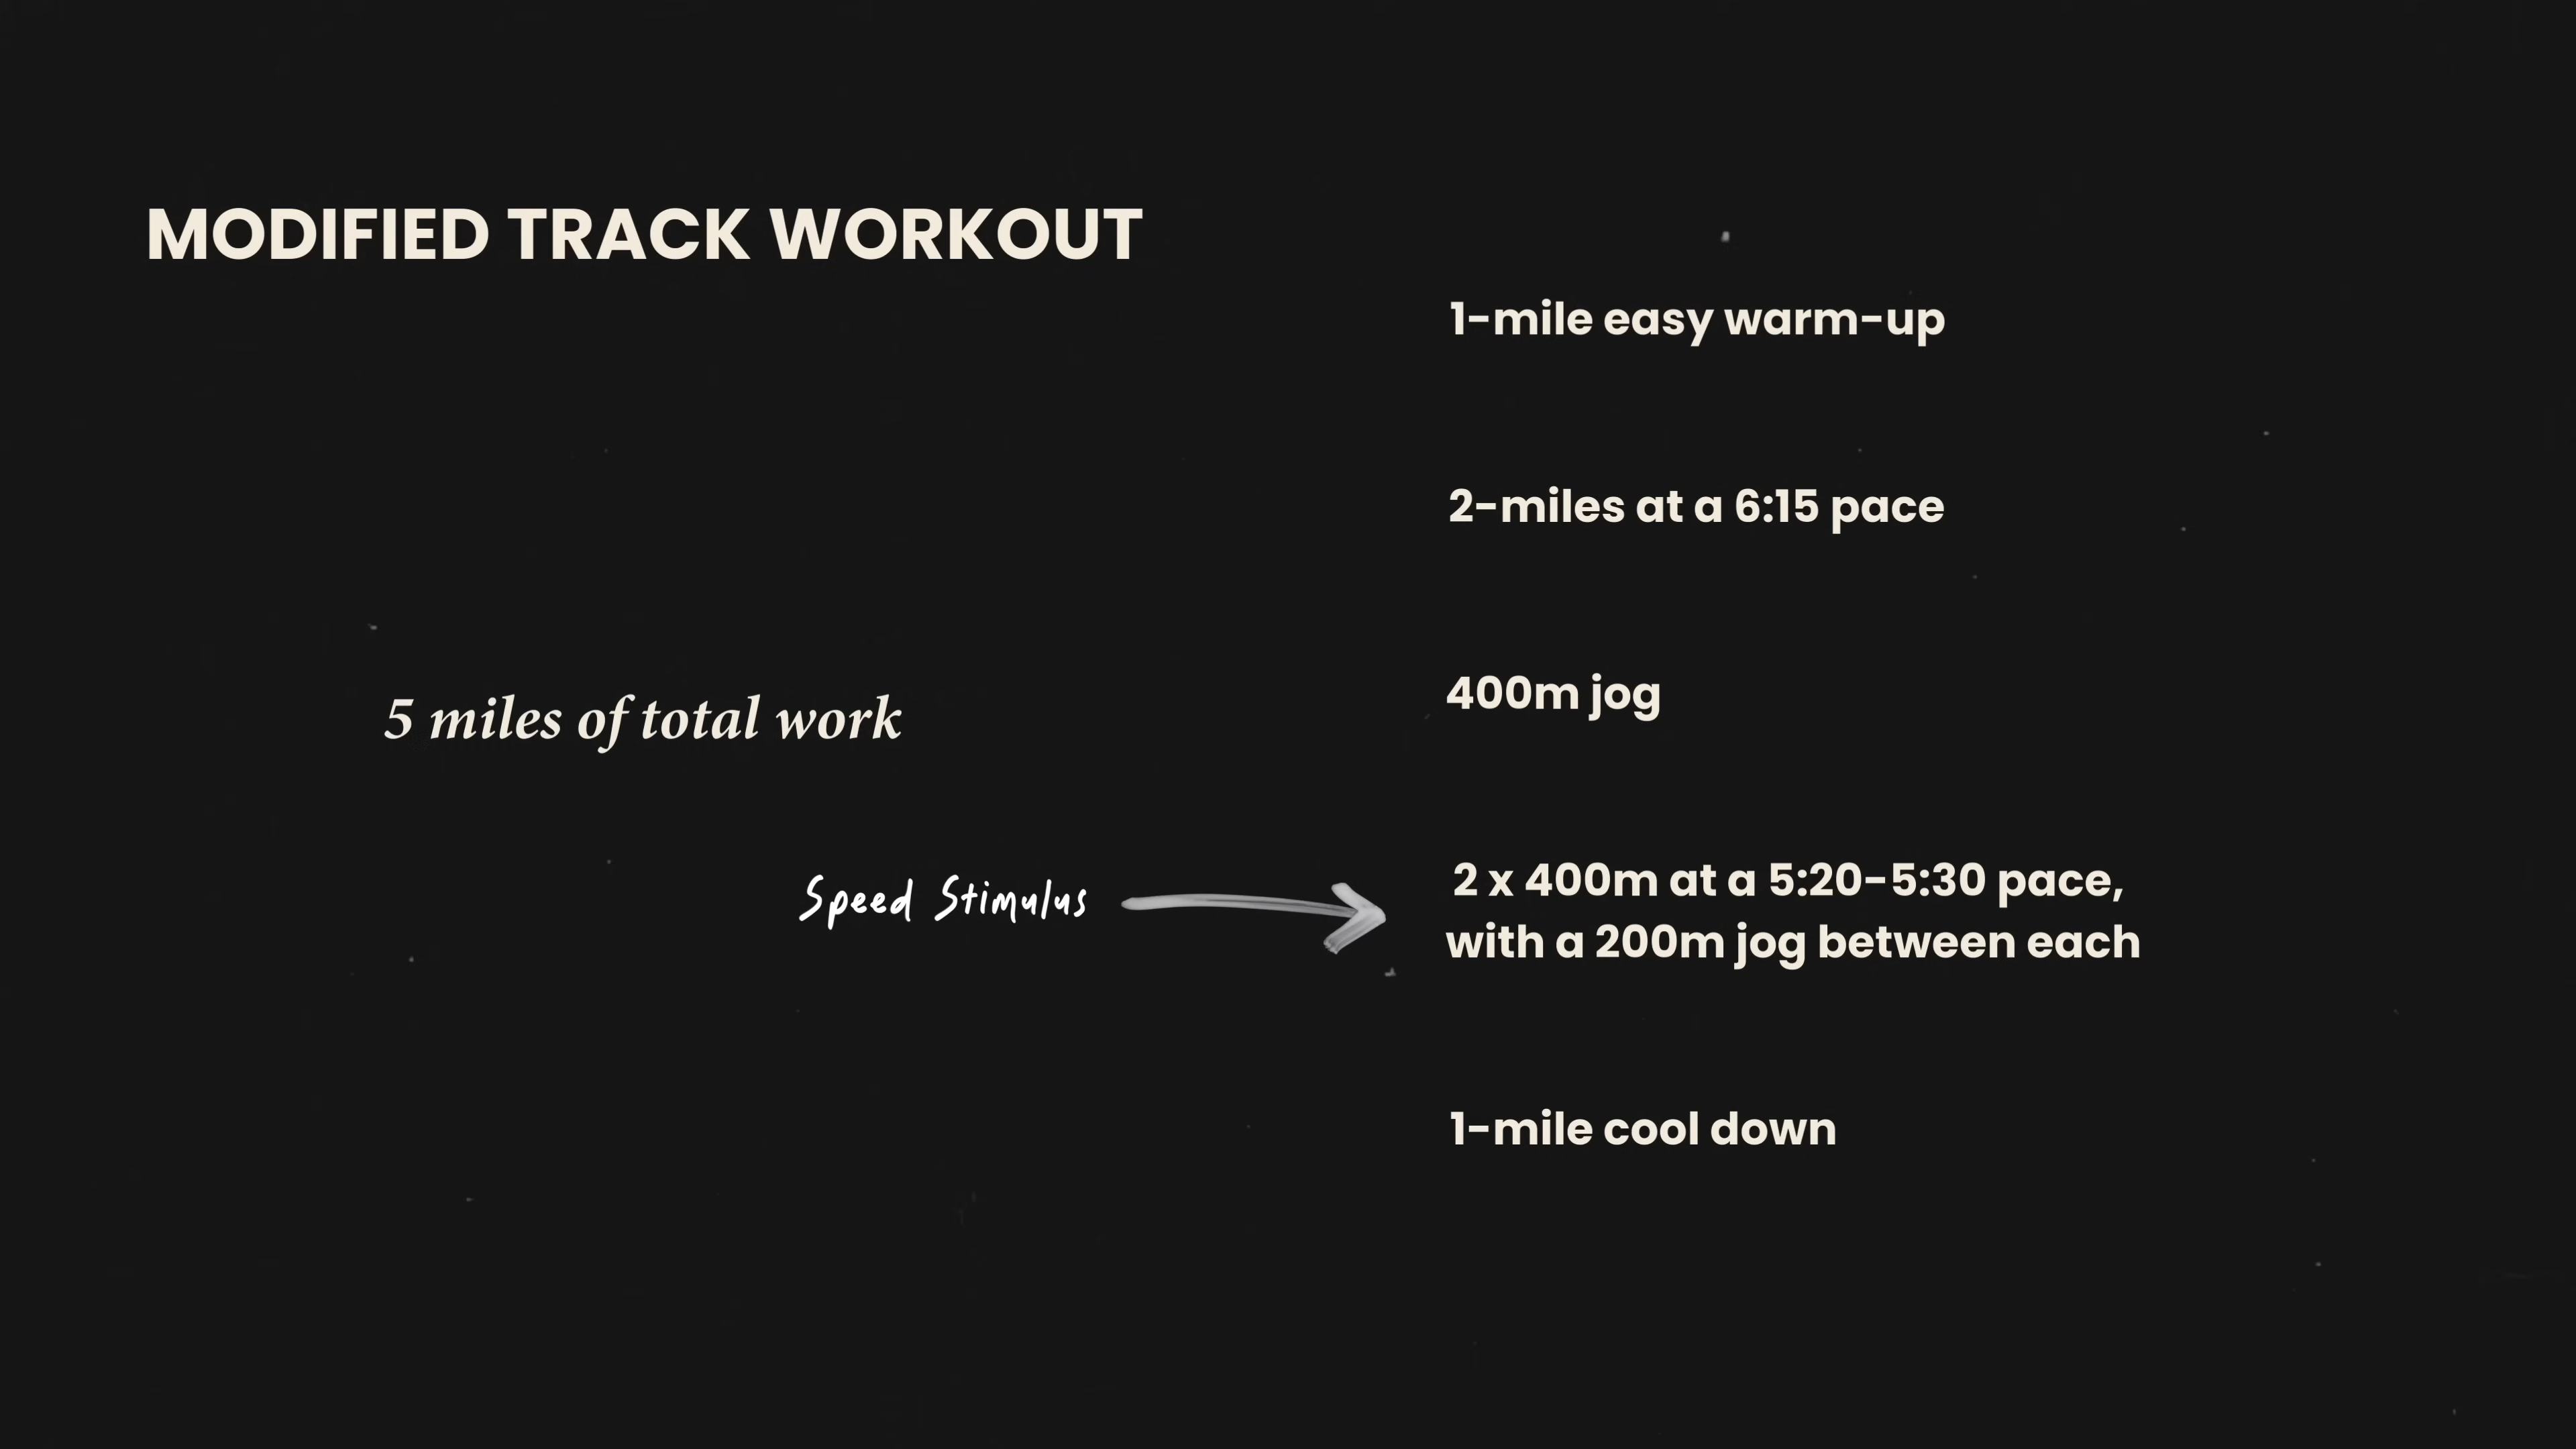 MODIFIED TRACK WORKOUT
5 miles of total work
Speed Stimulus
1-mile easy warm-up
2-miles at a 6:15 pace
400m jog
2 x 400m at a 5:20-5:30 pace,
with a 200m jog between each
1-mile cool down